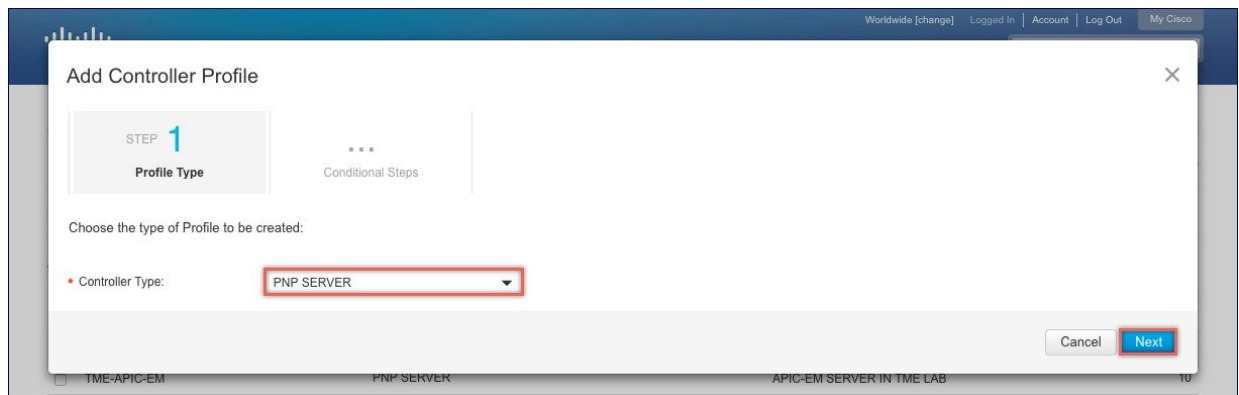 Worldwide [change] Logged In | Account | Log Out My Cisco
Add Controller Profile
STEP 1
Profile Type
...
Conditional Steps
Choose the type of Profile to be created:
* Controller Type: PNP SERVER
Cancel Next
TME-APIC-EM PNP SERVER APIC-EM SERVER IN TME LAB 10